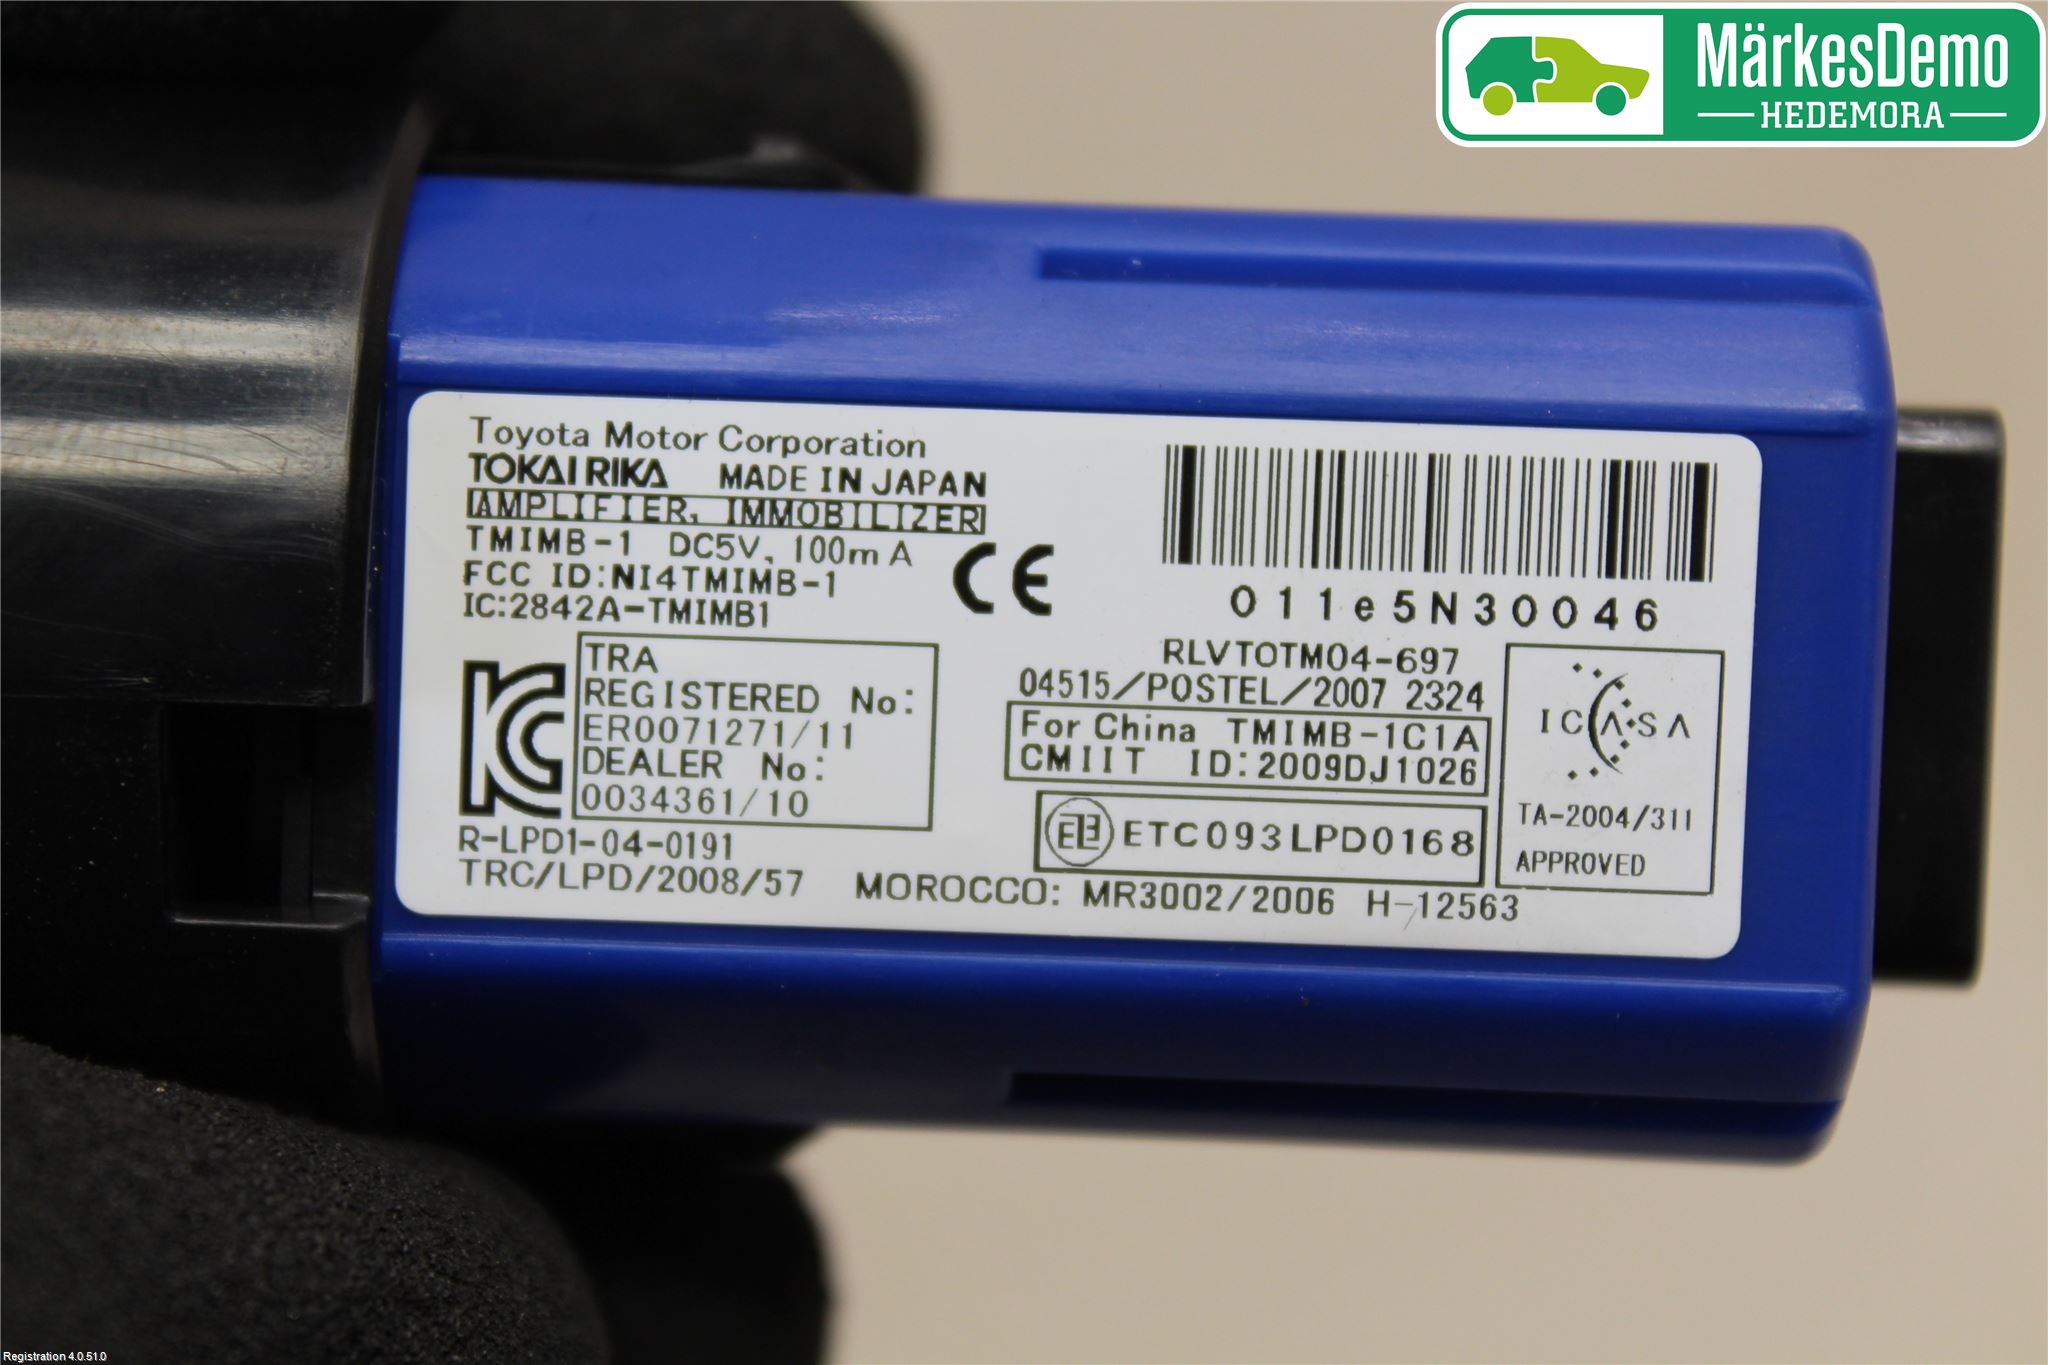 MärkesDemo
HEDEMORA
Toyota Motor Corporation
TOKAI RIKA MADE IN JAPAN
AMPLIFIER, IMMOBILIZER
TMIMB-1 DC5V, 100mA
FCC ID:NI4TMIMB-1
IC:2842A-TMIMB1
CE
011e5N30046
TRA
REGISTERED No:
ER0071271/11
DEALER No:
0034361/10
R-LPD1-04-0191
TRC/LPD/2008/57
RLVTOTM04-697
04515/POSTEL/2007 2324
For China TMIMB-1C1A
CMIIT ID:2009DJ1026
ETC093LPD0168
MOROCCO: MR3002/2006 H-12563
ICASA
TA-2004/311
APPROVED
Registration 4.0.51.0